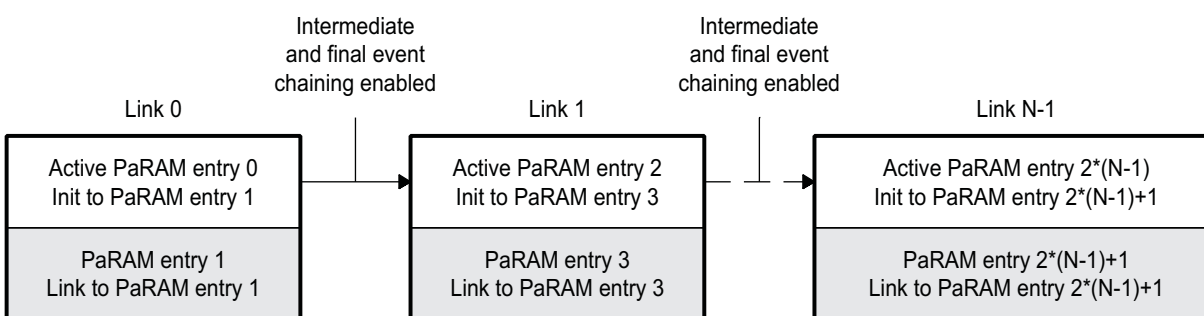 Intermediate
and final event
chaining enabled
Intermediate
and final event
chaining enabled
Link 0
Link 1
Link N-1
Active PaRAM entry 0
Init to PaRAM entry 1
Active PaRAM entry 2
Init to PaRAM entry 3
Active PaRAM entry 2*(N-1)
Init to PaRAM entry 2*(N-1)+1
PaRAM entry 1
Link to PaRAM entry 1
PaRAM entry 3
Link to PaRAM entry 3
PaRAM entry 2*(N-1)+1
Link to PaRAM entry 2*(N-1)+1